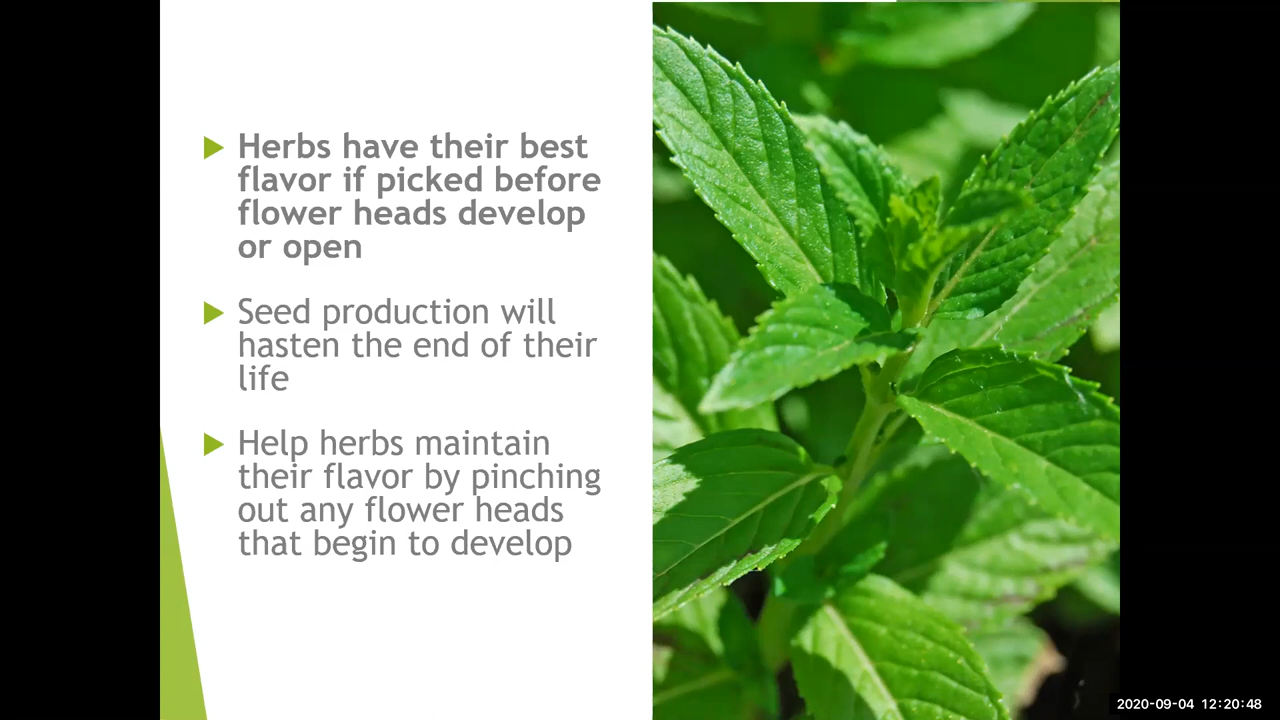 Herbs have their best
flavor if picked before
flower heads develop
or open
Seed production will
hasten the end of their
life
Help herbs maintain
their flavor by pinching
out any flower heads
that begin to develop
2020-09-04 12:20:48